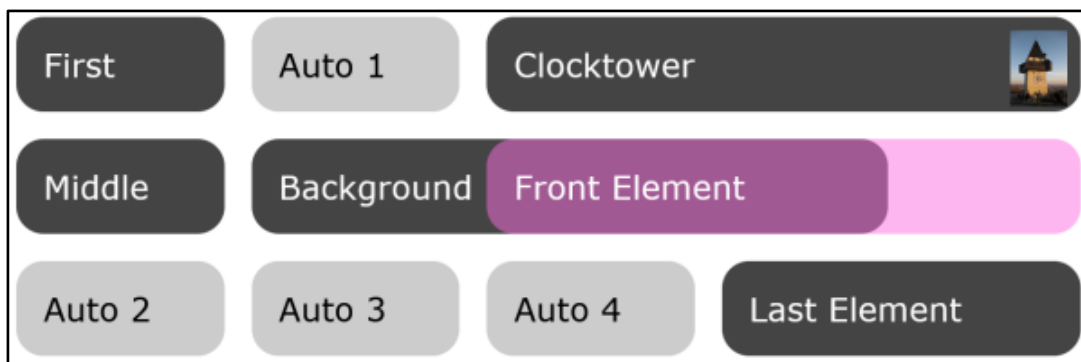 First Auto 1 Clocktower
Middle Background Front Element
Auto 2 Auto 3 Auto 4 Last Element